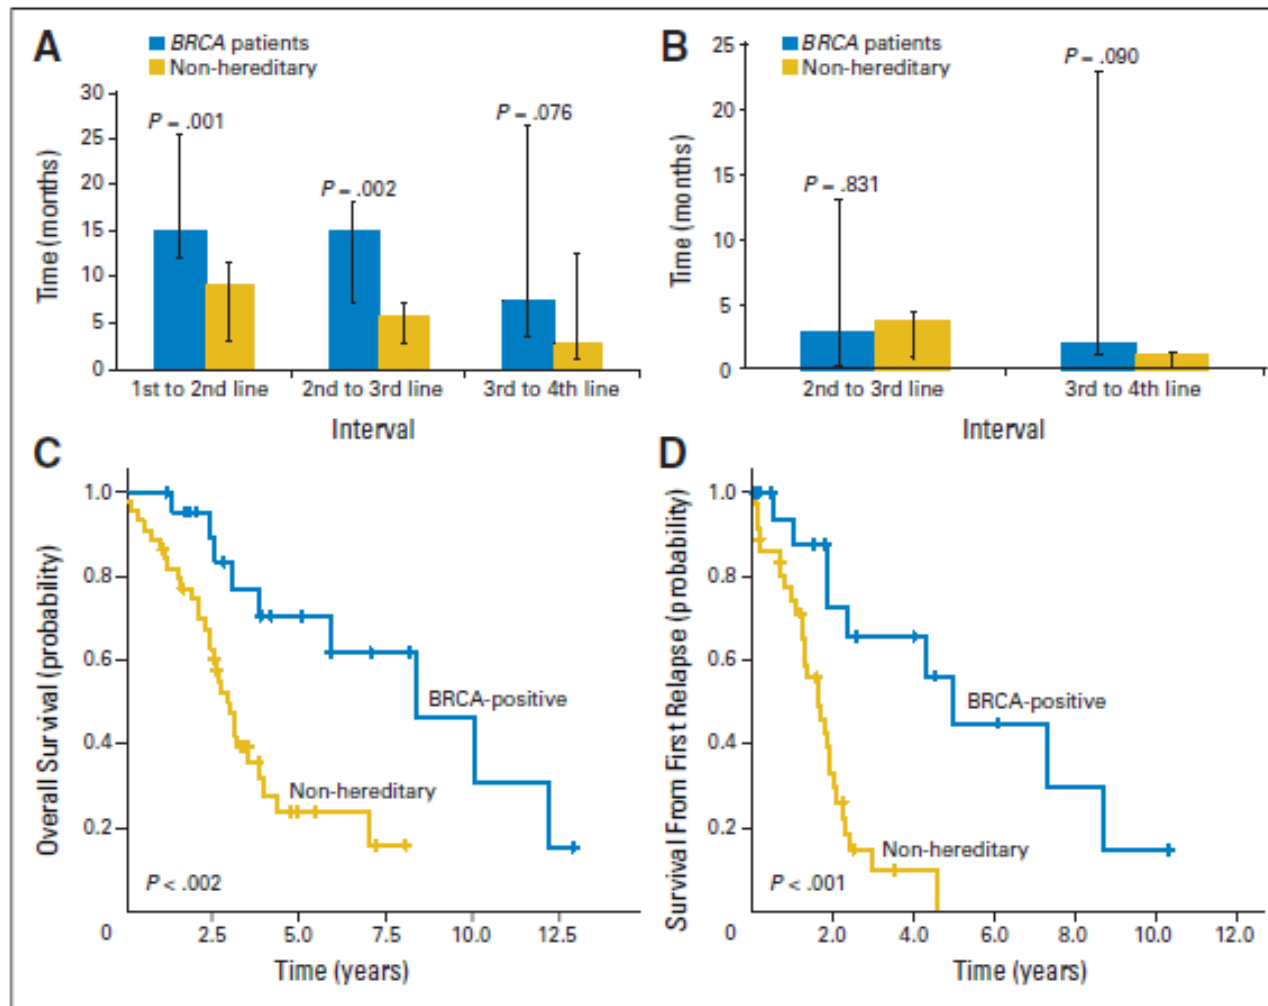 A
BRCA patients
Non-hereditary
30
25
20
15
10
5
0
Time (months)
P = .001
P = .002
P = .076
1st to 2nd line
2nd to 3rd line
3rd to 4th line
Interval
B
BRCA patients
Non-hereditary
25
20
15
10
5
0
Time (months)
P = .831
P = .090
2nd to 3rd line
3rd to 4th line
Interval
C
1.0
0.8
0.6
0.4
0.2
0
Overall Survival (probability)
BRCA-positive
Non-hereditary
P < .002
2.5
5.0
7.5
10.0
12.5
Time (years)
D
1.0
0.8
0.6
0.4
0.2
0
Survival From First Relapse (probability)
BRCA-positive
Non-hereditary
P < .001
2.0
4.0
6.0
8.0
10.0
12.0
Time (years)